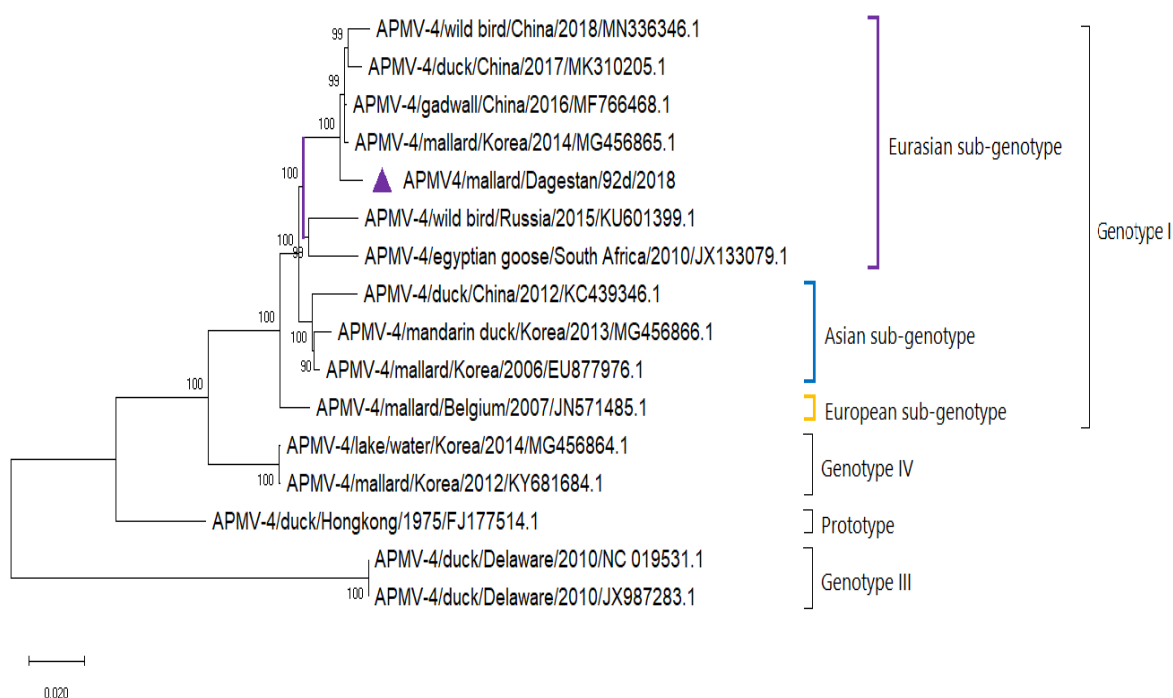 99
APMV-4/wild bird/China/2018/MN336346.1
APMV-4/duck/China/2017/MK310205.1
99
APMV-4/gadwall/China/2016/MF766468.1
100
APMV-4/mallard/Korea/2014/MG456865.1
Eurasian sub-genotype
100
APMV4/mallard/Dagestan/92d/2018
APMV-4/wild bird/Russia/2015/KU601399.1
Genotype I
100
99
APMV-4/egyptian goose/South Africa/2010/JX133079.1
APMV-4/duck/China/2012/KC439346.1
100
APMV-4/mandarin duck/Korea/2013/MG456866.1
100
Asian sub-genotype
90
APMV-4/mallard/Korea/2006/EU877976.1
100
APMV-4/mallard/Belgium/2007/JN571485.1
European sub-genotype
APMV-4/lake/water/Korea/2014/MG456864.1
Genotype IV
100
APMV-4/mallard/Korea/2012/KY681684.1
APMV-4/duck/Hongkong/1975/FJ177514.1
Prototype
APMV-4/duck/Delaware/2010/NC 019531.1
Genotype III
100
APMV-4/duck/Delaware/2010/JX987283.1
0.020